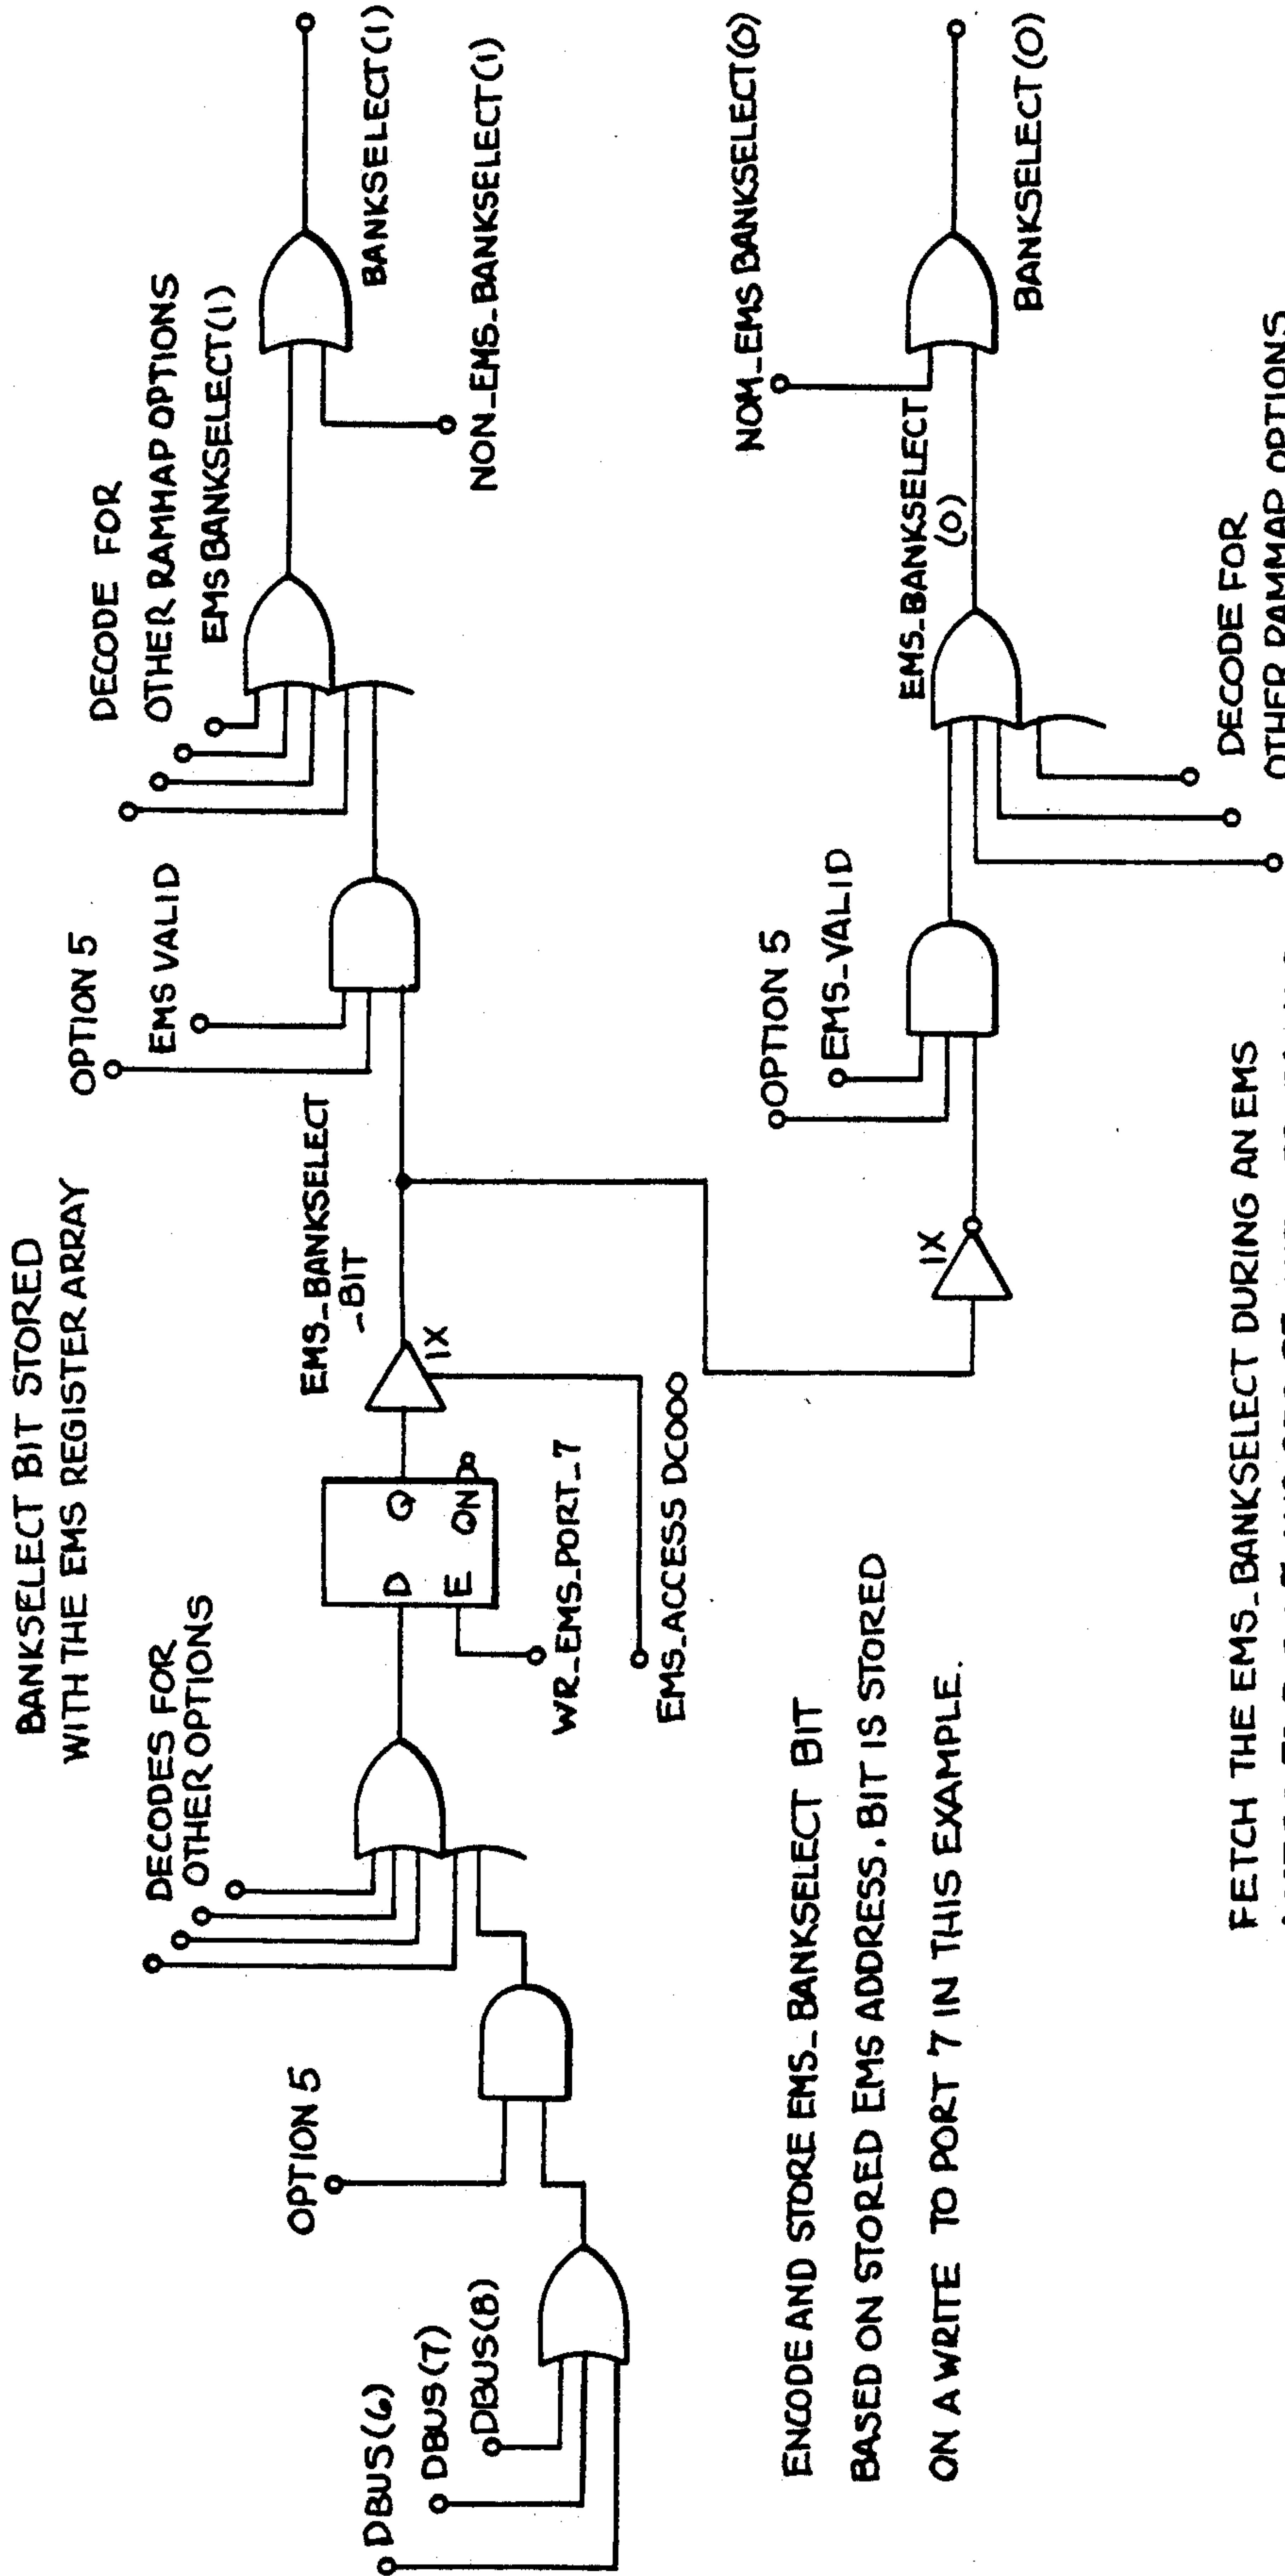 BANKSELECT BIT STORED
WITH THE EMS REGISTER ARRAY
DBUS(6)
DBUS(7)
DBUS(8)
OPTION 5
DECODES FOR
OTHER OPTIONS
D
Q
E
QN
WR_EMS_PORT_7
EMS_ACCESS DC000
1X
EMS_BANKSELECT
_BIT
OPTION 5
EMS VALID
DECODE FOR
OTHER RAMMAP OPTIONS
EMS BANKSELECT(1)
BANKSELECT(1)
NON_EMS_BANKSELECT(1)
1X
OPTION 5
EMS_VALID
EMS_BANKSELECT
(0)
NOM_EMS BANKSELECT(0)
BANKSELECT(0)
DECODE FOR
OTHER RAMMAP OPTIONS
ENCODE AND STORE EMS_BANKSELECT BIT
BASED ON STORED EMS ADDRESS. BIT IS STORED
ON A WRITE TO PORT 7 IN THIS EXAMPLE.
FETCH THE EMS_BANKSELECT DURING AN EMS